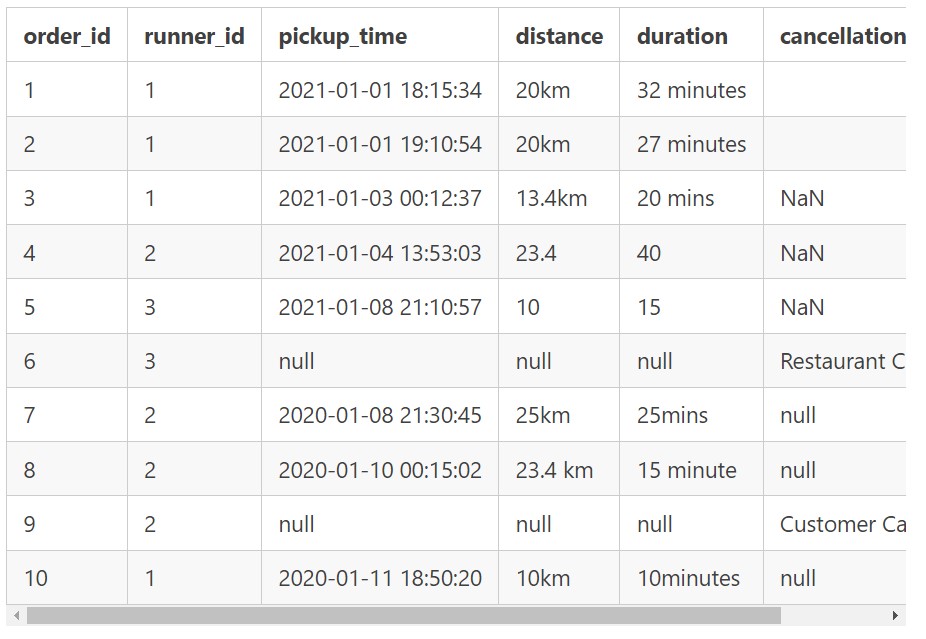 order_id runner_id pickup_time distance duration cancellation
1 1 2021-01-01 18:15:34 20km 32 minutes
2 1 2021-01-01 19:10:54 20km 27 minutes
3 1 2021-01-03 00:12:37 13.4km 20 mins NaN
4 2 2021-01-04 13:53:03 23.4 40 NaN
5 3 2021-01-08 21:10:57 10 15 NaN
6 3 null null null Restaurant C
7 2 2020-01-08 21:30:45 25km 25mins null
8 2 2020-01-10 00:15:02 23.4 km 15 minute null
9 2 null null null Customer Ca
10 1 2020-01-11 18:50:20 10km 10minutes null